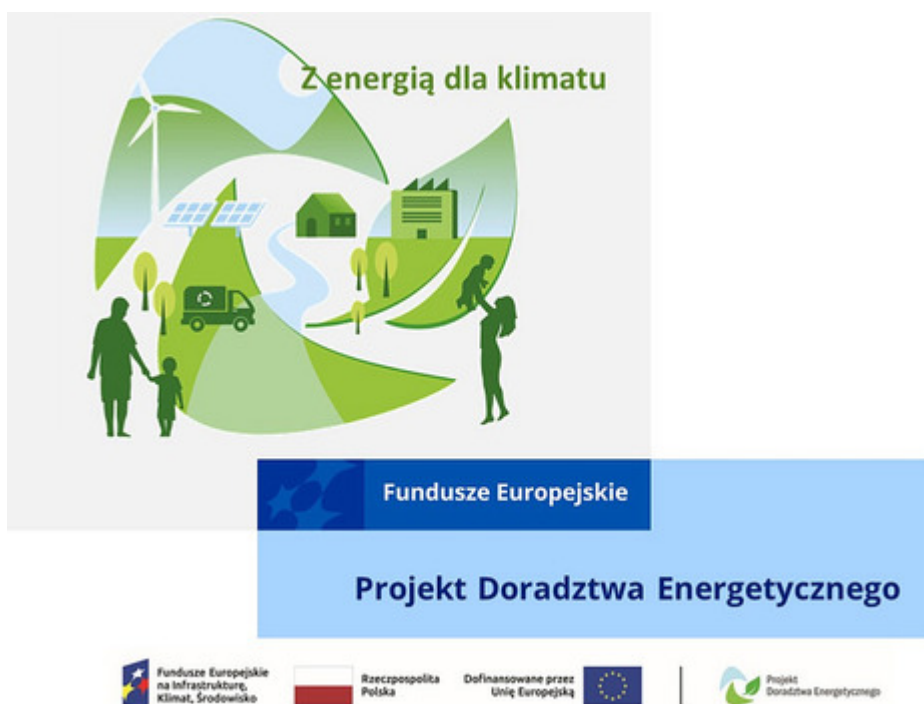 Z energią dla klimatu
Fundusze Europejskie
Projekt Doradztwa Energetycznego
Fundusze Europejskie
na Infrastrukturę,
Klimat, Środowisko
Rzeczpospolita
Polska
Dofinansowane przez
Unię Europejską
Projekt
Doradztwa Energetycznego